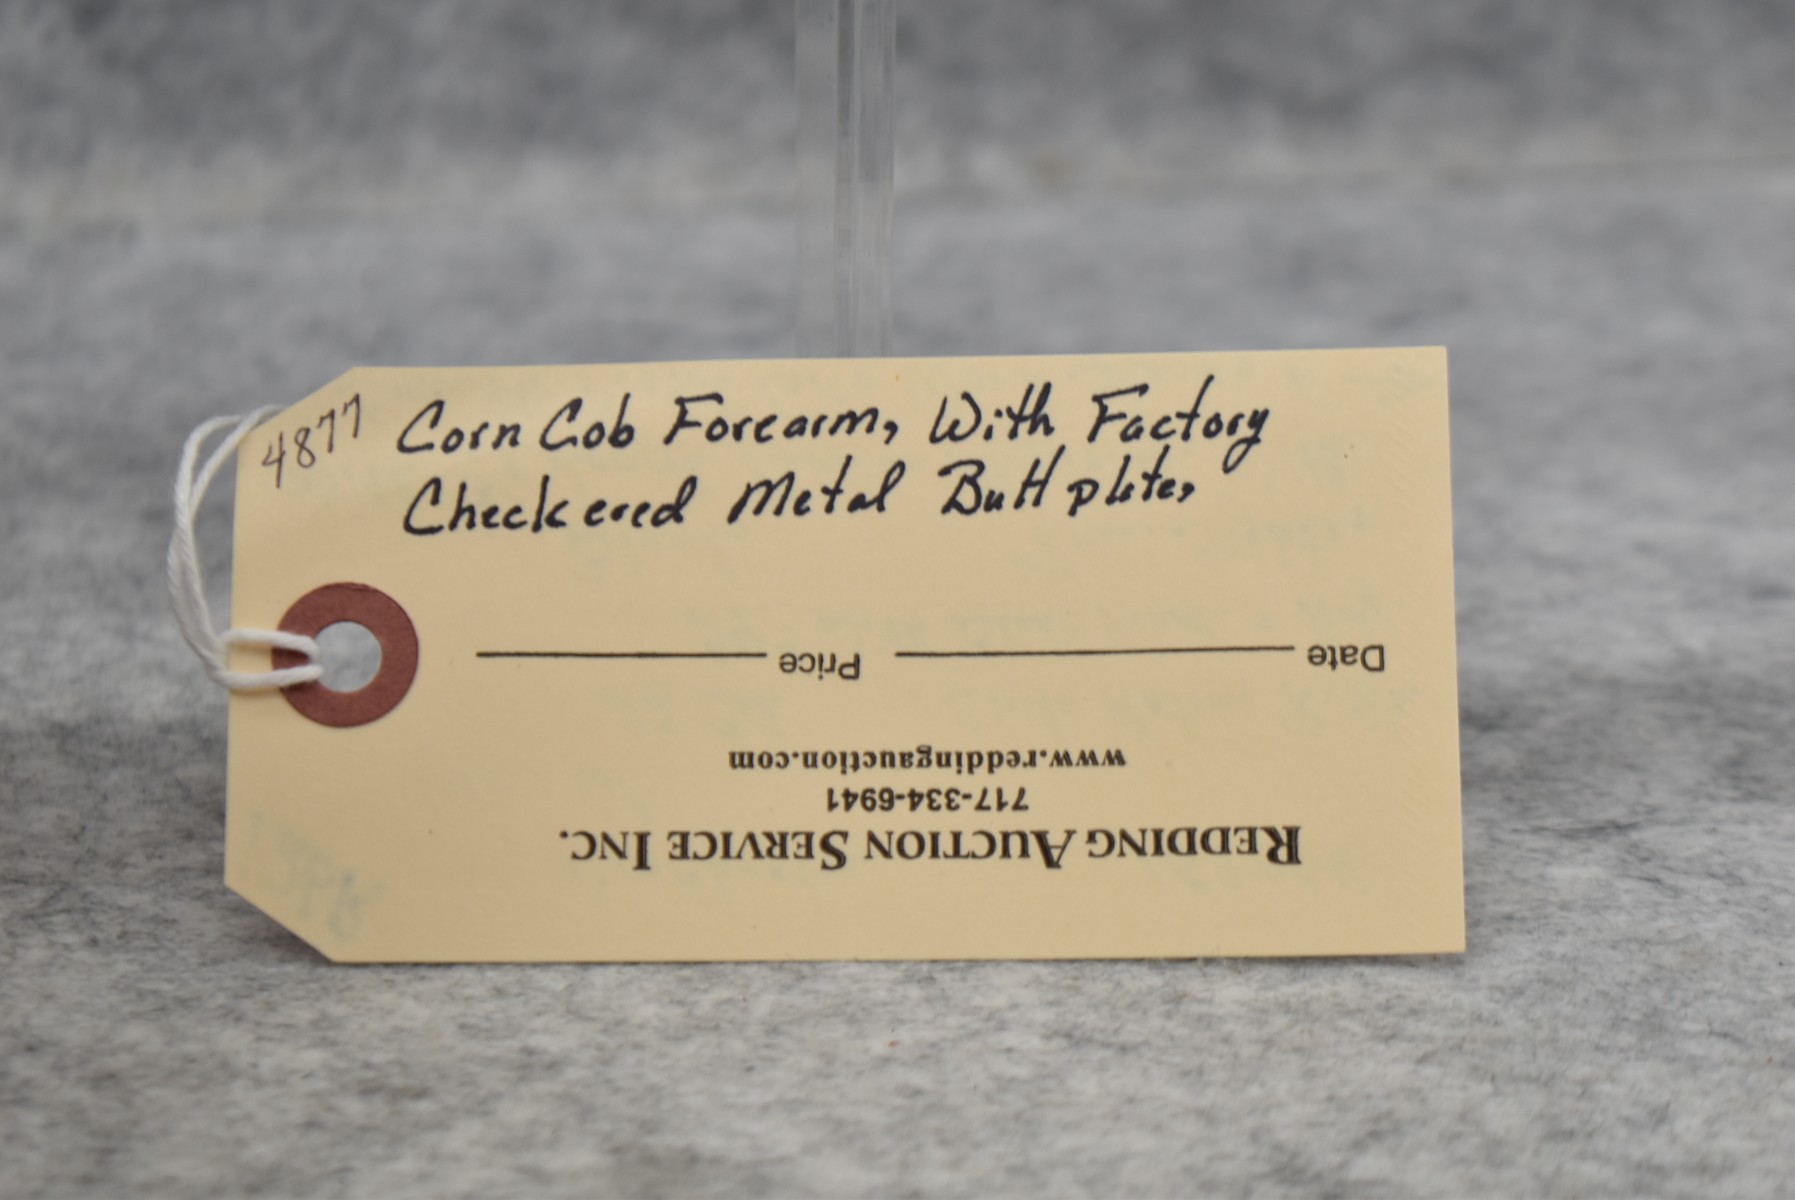 4877
Corn Cob Forearm, With Factory
Checkered Metal Buttplate,
Date Price
www.reddingauction.com
717-334-6941
REDDING AUCTION SERVICE INC.